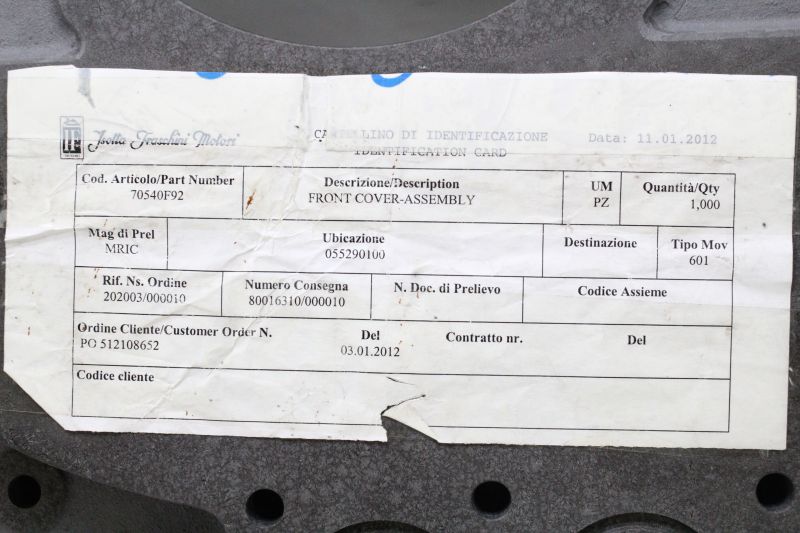 IF Isotta Fraschini Motori CARTELLINO DI IDENTIFICAZIONE Data: 11.01.2012
IDENTIFICATION CARD
Cod. Articolo/Part Number Descrizione/Description UM Quantità/Qty
70540F92 FRONT COVER-ASSEMBLY PZ 1,000
Mag di Prel Ubicazione Destinazione Tipo Mov
MRIC 055290100 601
Rif. Ns. Ordine Numero Consegna N. Doc. di Prelievo Codice Assieme
202003/000010 80016310/000010
Ordine Cliente/Customer Order N. Del Contratto nr. Del
PO 512108652 03.01.2012
Codice cliente